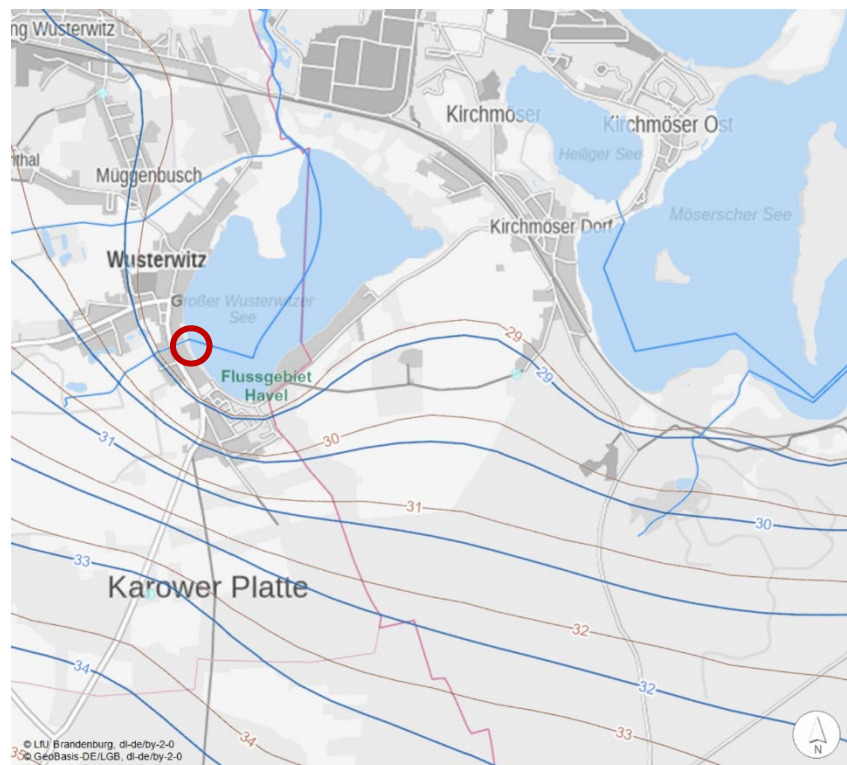 ng Wusterwitz
Kirchmöser
Kirchmöser Ost
Heiliger See
nthal
Müggenbusch
Möserscher See
Kirchmöser Dorf
Wusterwitz
Großer Wusterwitzer
See
29
Flussgebiet
Havel
29
31
30
31
30
33
Karower Platte
32
34
32
34
33
35
© LfU Brandenburg, dl-de/by-2-0
© GeoBasis-DE/LGB, dl-de/by-2-0
N